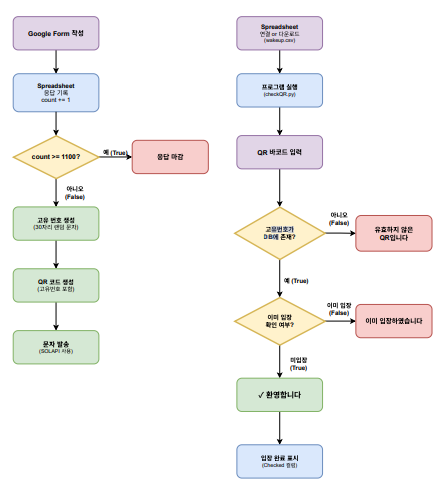 Google Form 작성
Spreadsheet
응답 기록
count += 1
count >= 1100?
예 (True)
응답 마감
아니오
(False)
고유 번호 생성
(30자리 랜덤 문자)
QR 코드 생성
(고유번호 포함)
문자 발송
(SOLAPI 사용)
Spreadsheet
연결 or 다운로드
(wakeup.csv)
프로그램 실행
(checkQR.py)
QR 바코드 입력
고유번호가
DB에 존재?
아니오
(False)
유효하지 않은
QR입니다
예 (True)
이미 입장
확인 여부?
이미 입장
(False)
이미 입장하였습니다
미입장
(True)
✓ 환영합니다
입장 완료 표시
(Checked 컬럼)